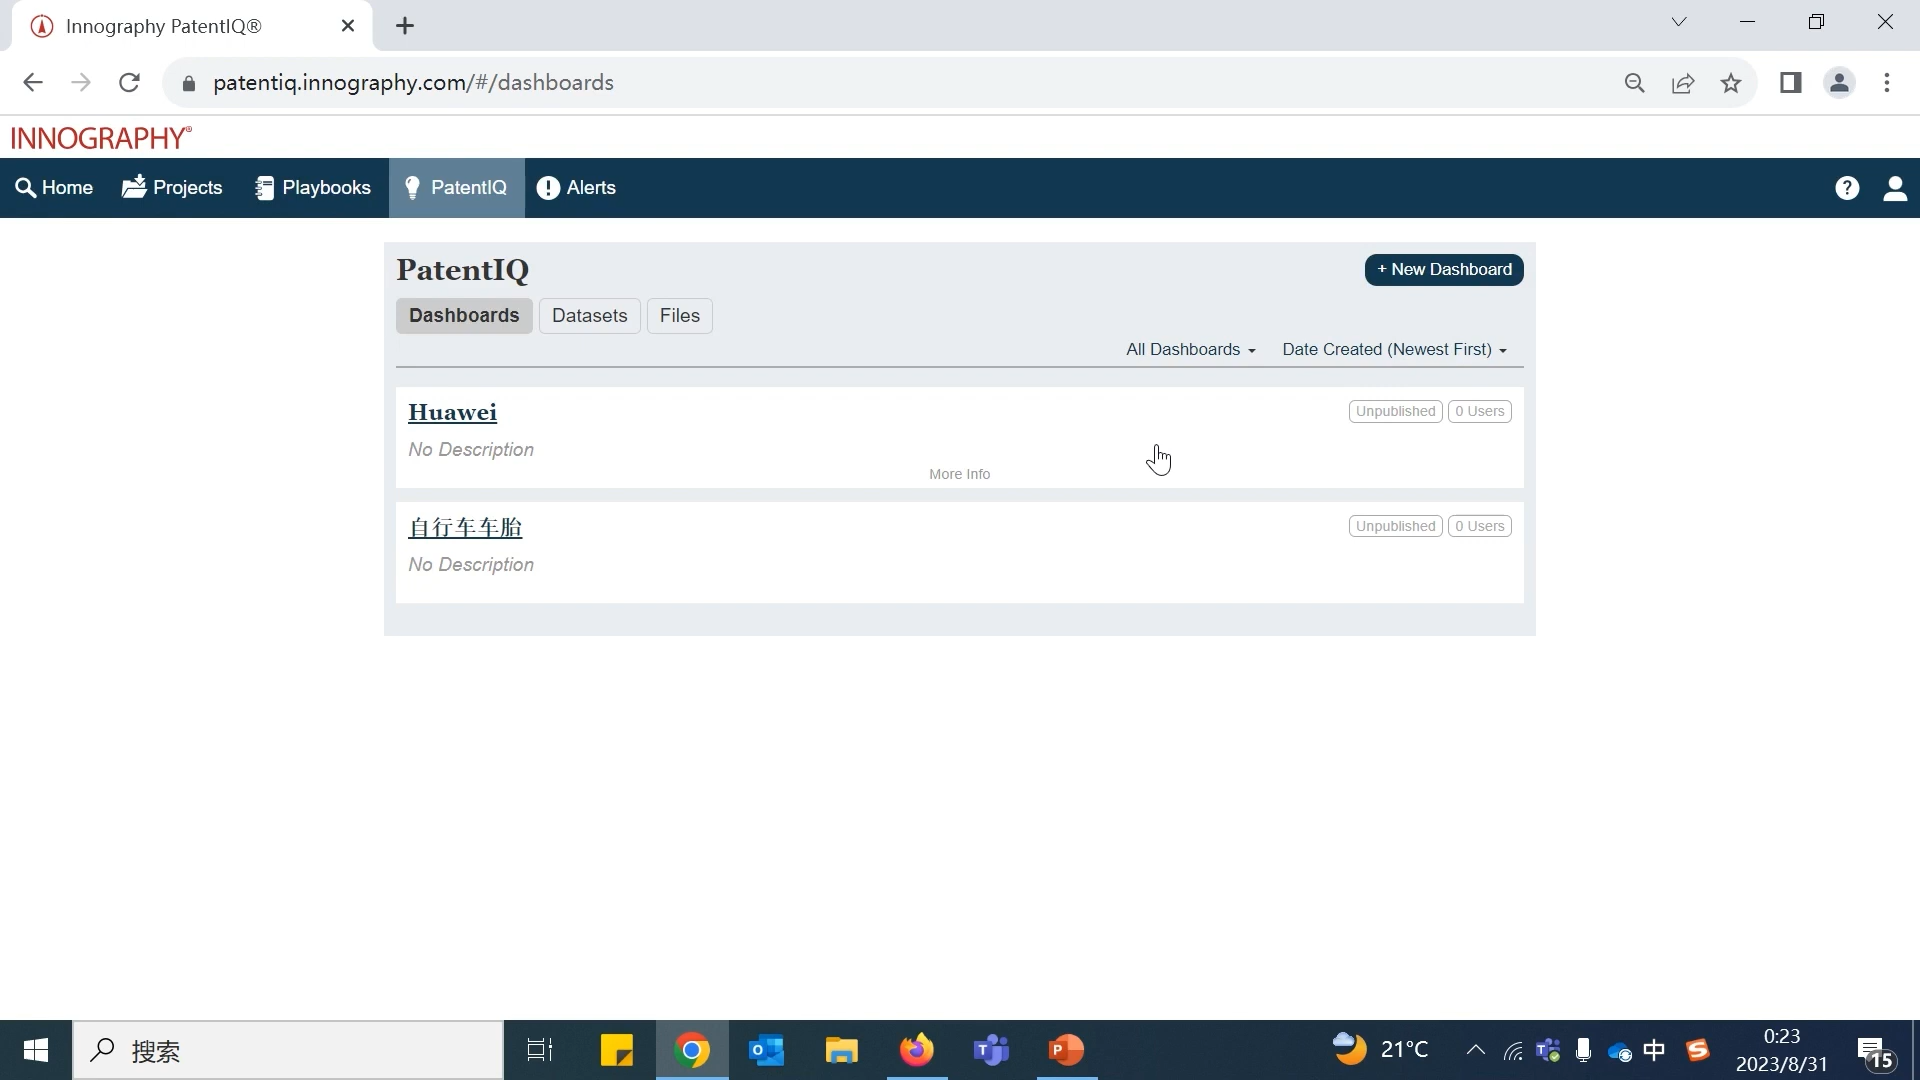 Innography PatentIQ®
patentiq.innography.com/#/dashboards
INNOGRAPHY®
Home Projects Playbooks PatentIQ Alerts
PatentIQ
+ New Dashboard
Dashboards Datasets Files
All Dashboards Date Created (Newest First)
Huawei
Unpublished 0 Users
No Description
More Info
自行车车胎
Unpublished 0 Users
No Description
搜索
21°C
中
0:23
2023/8/31
15